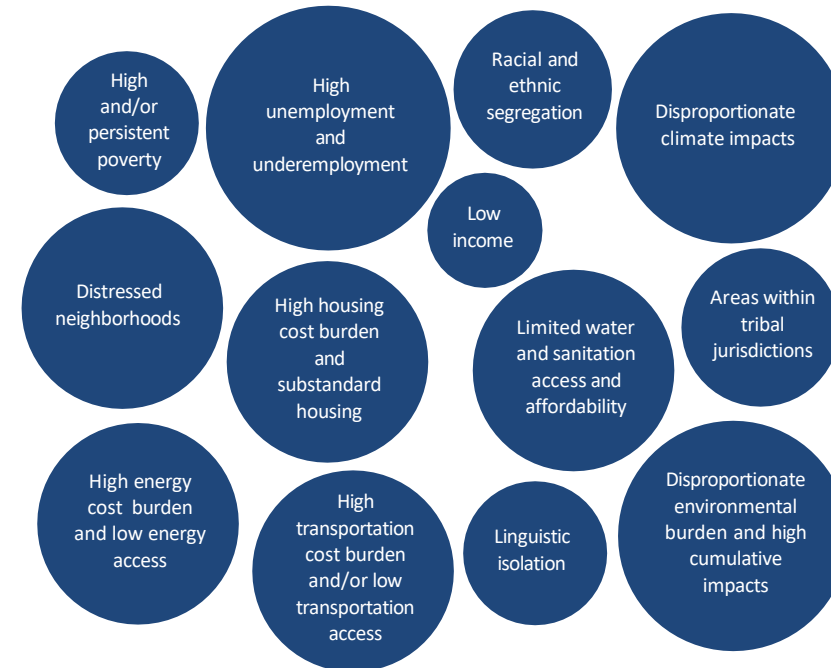 High
and/or
persistent
poverty
High
unemployment
and
underemployment
Racial and
ethnic
segregation
Disproportionate
climate impacts
Low
income
Distressed
neighborhoods
High housing
cost burden
and
substandard
housing
Limited water
and sanitation
access and
affordability
Areas within
tribal
jurisdictions
High energy
cost burden
and low energy
access
High
transportation
cost burden
and/or low
transportation
access
Linguistic
isolation
Disproportionate
environmental
burden and high
cumulative
impacts